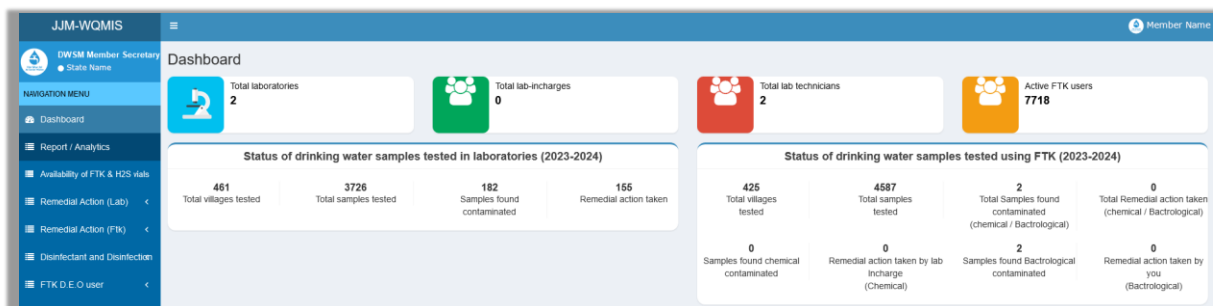 JJM-WQMIS
Member Name
DWSM Member Secretary
State Name
NAVIGATION MENU
Dashboard
Report / Analytics
Availability of FTK & H2S vials
Remedial Action (Lab)
Remedial Action (Ftk)
Disinfectant and Disinfection
FTK D.E.O user
Dashboard
Total laboratories
2
Total lab-incharges
0
Total lab technicians
2
Active FTK users
7718
Status of drinking water samples tested in laboratories (2023-2024)
461
Total villages tested
3726
Total samples tested
182
Samples found
contaminated
155
Remedial action taken
Status of drinking water samples tested using FTK (2023-2024)
425
Total villages
tested
4587
Total samples
tested
2
Total Samples found
contaminated
(chemical / Bactrological)
0
Total Remedial action taken
(chemical / Bactrological)
0
Samples found chemical
contaminated
0
Remedial action taken by lab
Incharge
(Chemical)
2
Samples found Bactrological
contaminated
0
Remedial action taken by
you
(Bactrological)